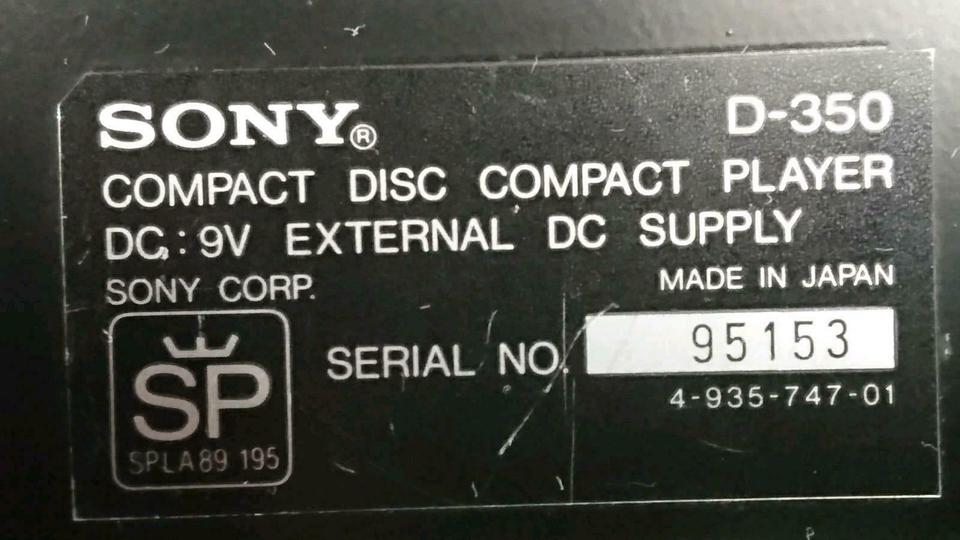 SONY® D-350
COMPACT DISC COMPACT PLAYER
DC: 9V EXTERNAL DC SUPPLY
SONY CORP. MADE IN JAPAN
SERIAL NO. 95153
4-935-747-01
SP
SPLA89 195